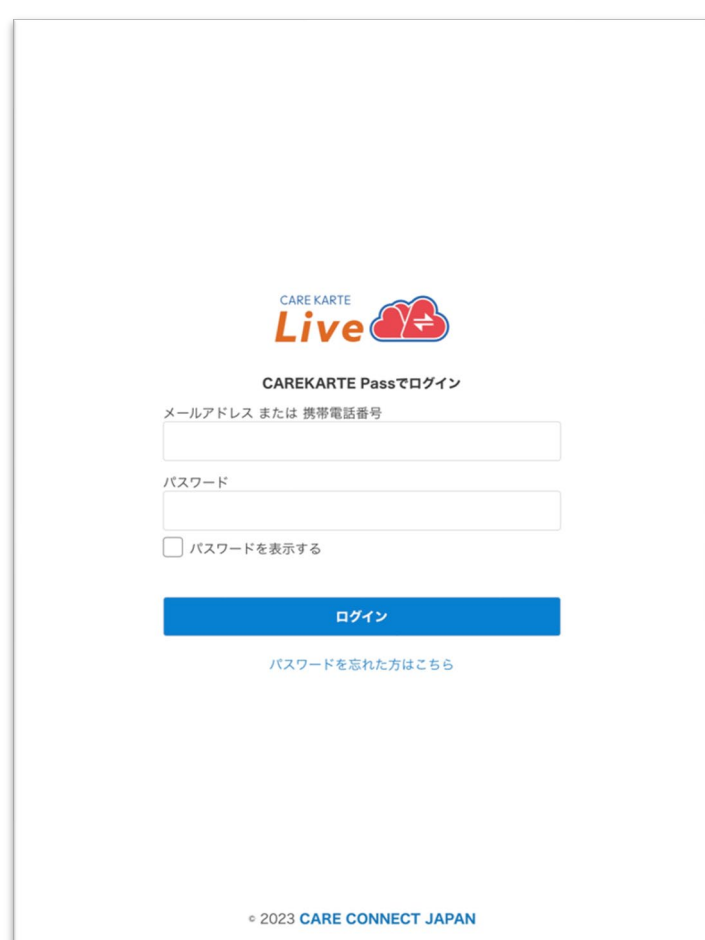 CARE KARTE
Live
CAREKARTE Passでログイン
メールアドレス または 携帯電話番号
パスワード
パスワードを表示する
ログイン
パスワードを忘れた方はこちら
© 2023 CARE CONNECT JAPAN